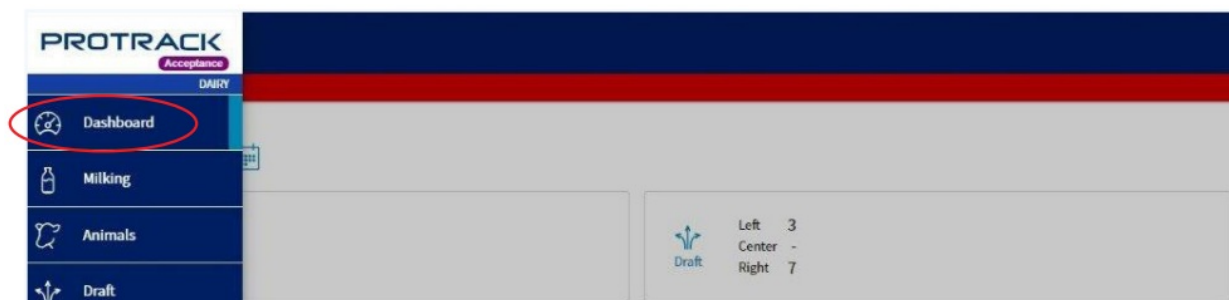 PROTRACK
Acceptance
DAIRY
Dashboard
Milking
Animals
Draft
Left 3
Center -
Right 7
Draft